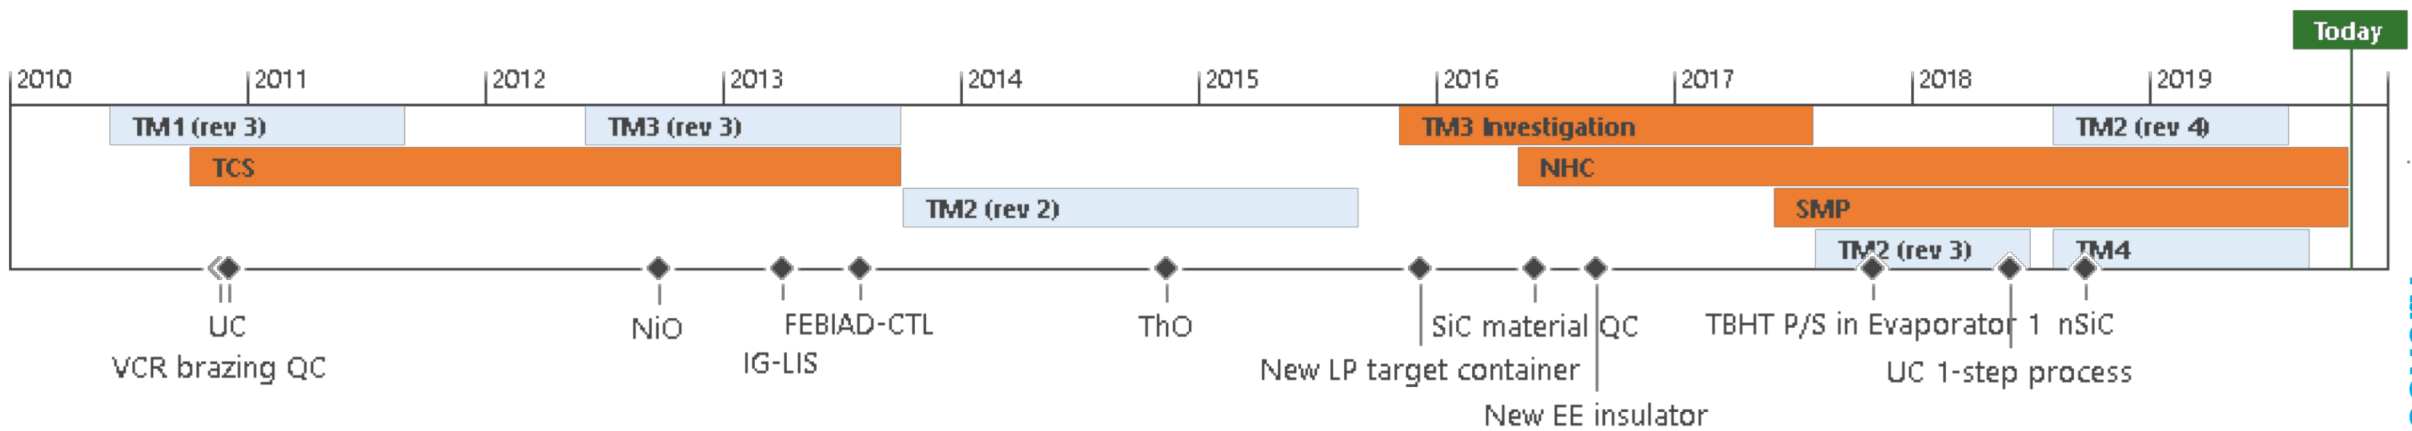 Today
2010 2011 2012 2013 2014 2015 2016 2017 2018 2019
TM1 (rev 3) TM3 (rev 3) TM3 Investigation TM2 (rev 4)
TCS NHC
TM2 (rev 2) SMP
TM2 (rev 3) TM4
UC NiO FEBIAD-CTL ThO SiC material QC TBHT P/S in Evaporator 1 nSiC
VCR brazing QC IG-LIS New LP target container UC 1-step process
New EE insulator